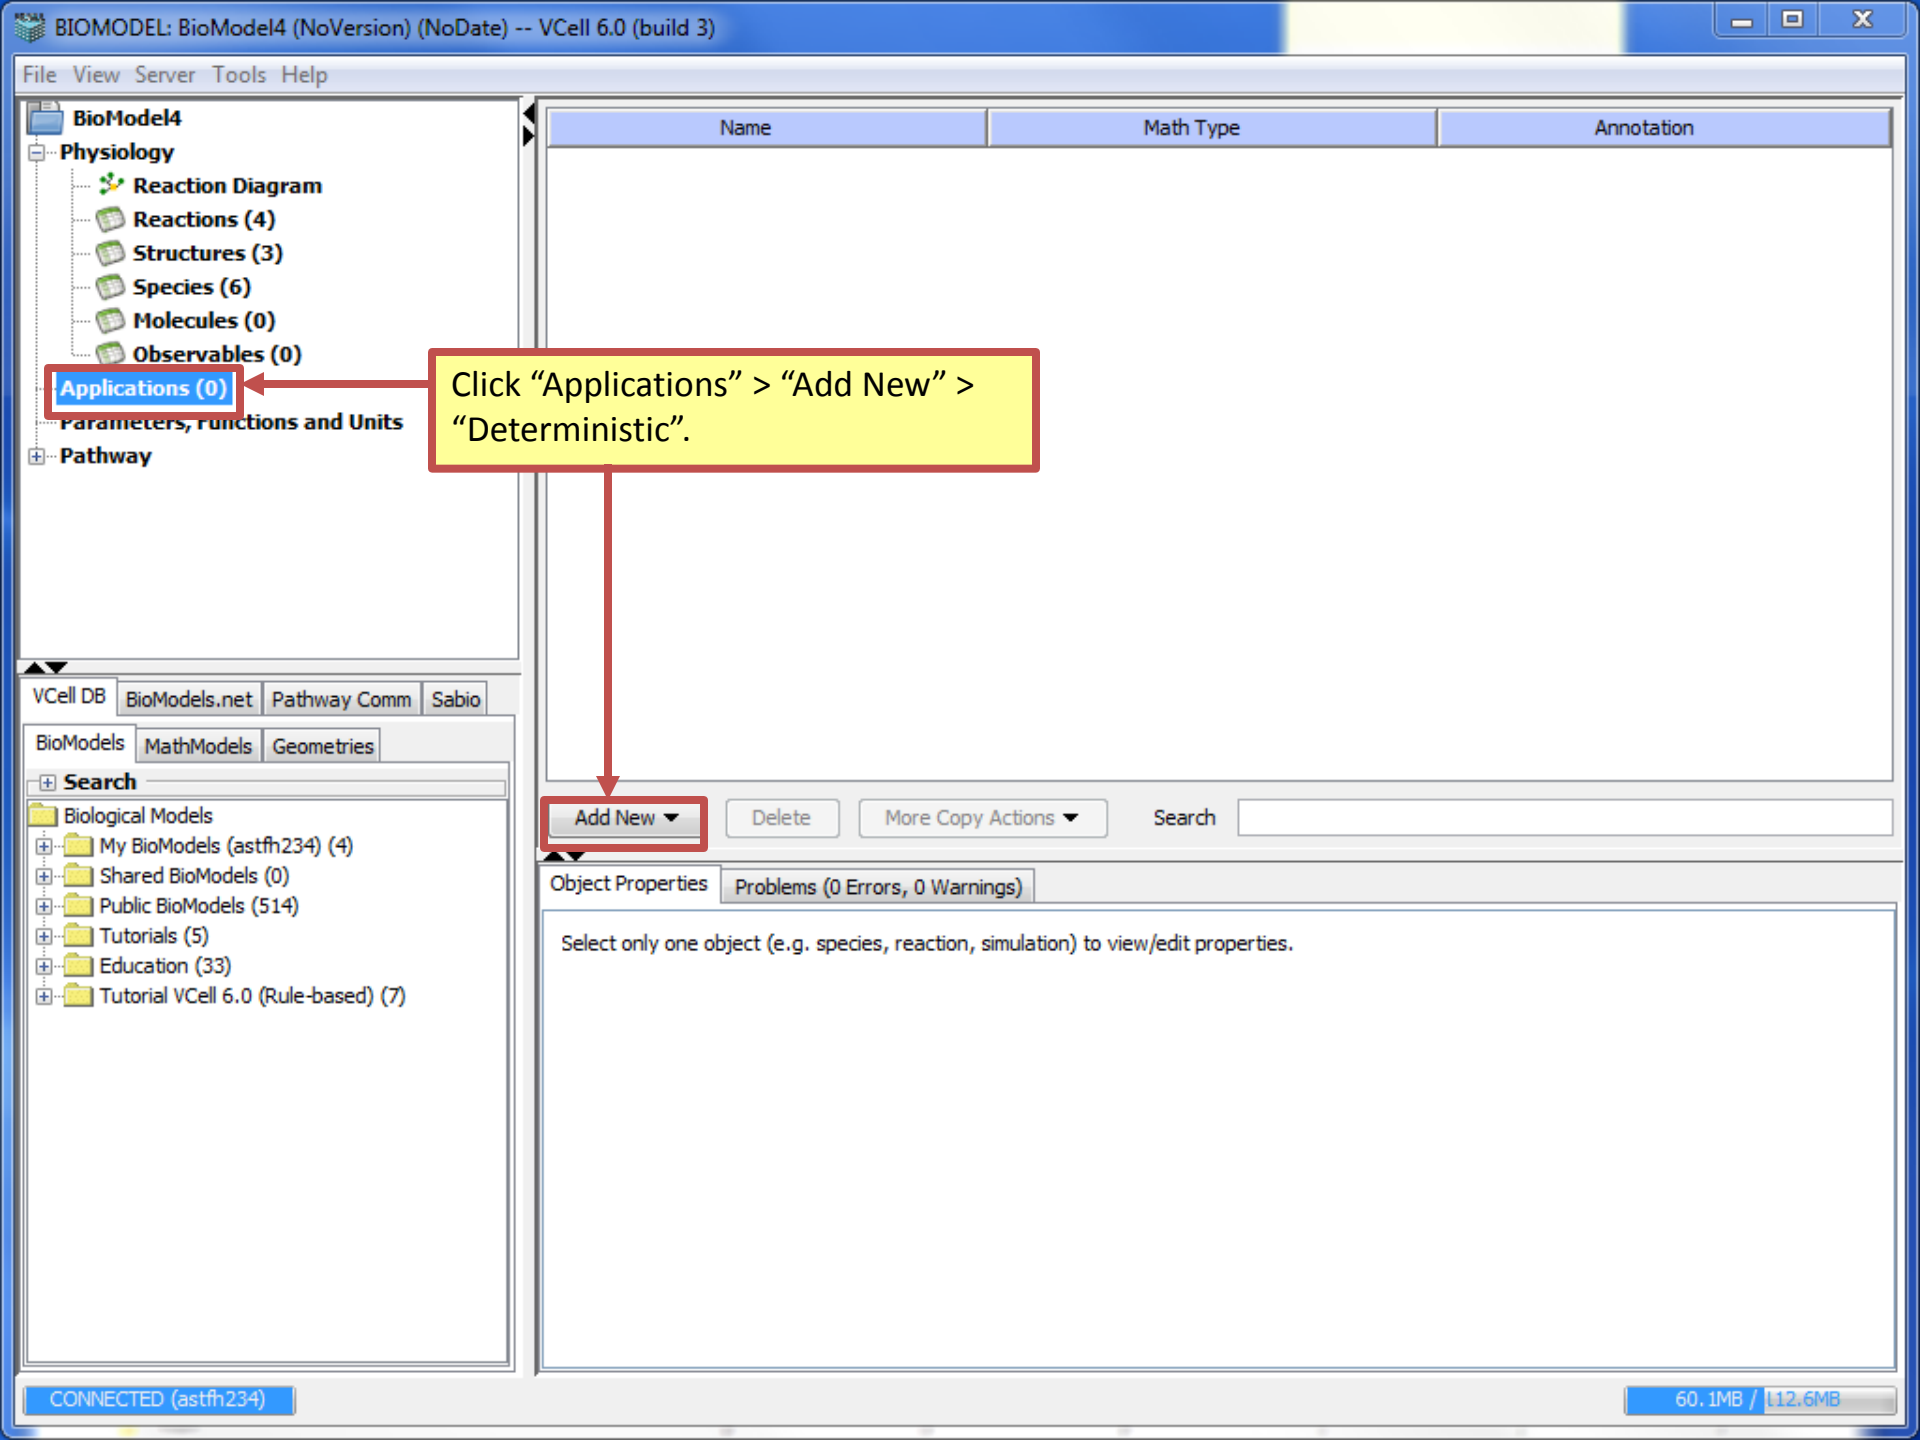 BIOMODEL: BioModel4 (NoVersion) (NoDate) -- VCell 6.0 (build 3)
File View Server Tools Help
BioModel4
Physiology
Reaction Diagram
Reactions (4)
Structures (3)
Species (6)
Molecules (0)
Observables (0)
Applications (0)
Parameters, Functions and Units
Pathway
Name Math Type Annotation
Click “Applications” > “Add New” >
“Deterministic”.
VCell DB BioModels.net Pathway Comm Sabio
BioModels MathModels Geometries
Search
Biological Models
My BioModels (astfh234) (4)
Shared BioModels (0)
Public BioModels (514)
Tutorials (5)
Education (33)
Tutorial VCell 6.0 (Rule-based) (7)
Add New Delete More Copy Actions Search
Object Properties Problems (0 Errors, 0 Warnings)
Select only one object (e.g. species, reaction, simulation) to view/edit properties.
CONNECTED (astfh234)
60.1MB / 112.6MB